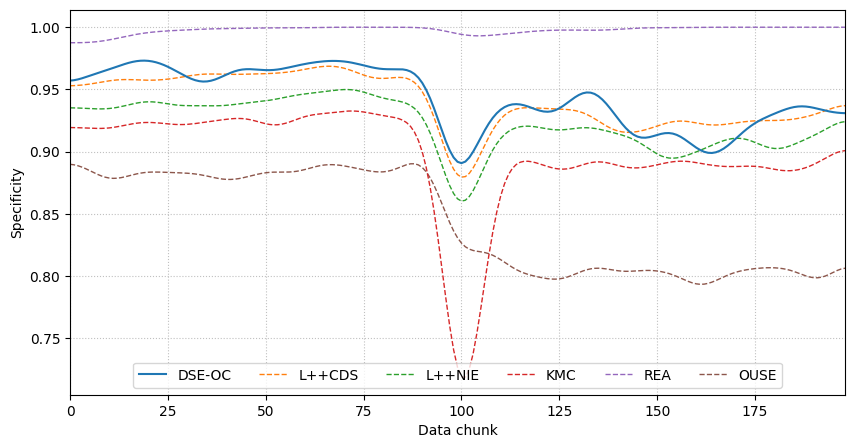 1.00
0.95
0.90
0.85
0.80
0.75
Specificity
DSE-OC L++CDS L++NIE KMC REA OUSE
0 25 50 75 100 125 150 175
Data chunk